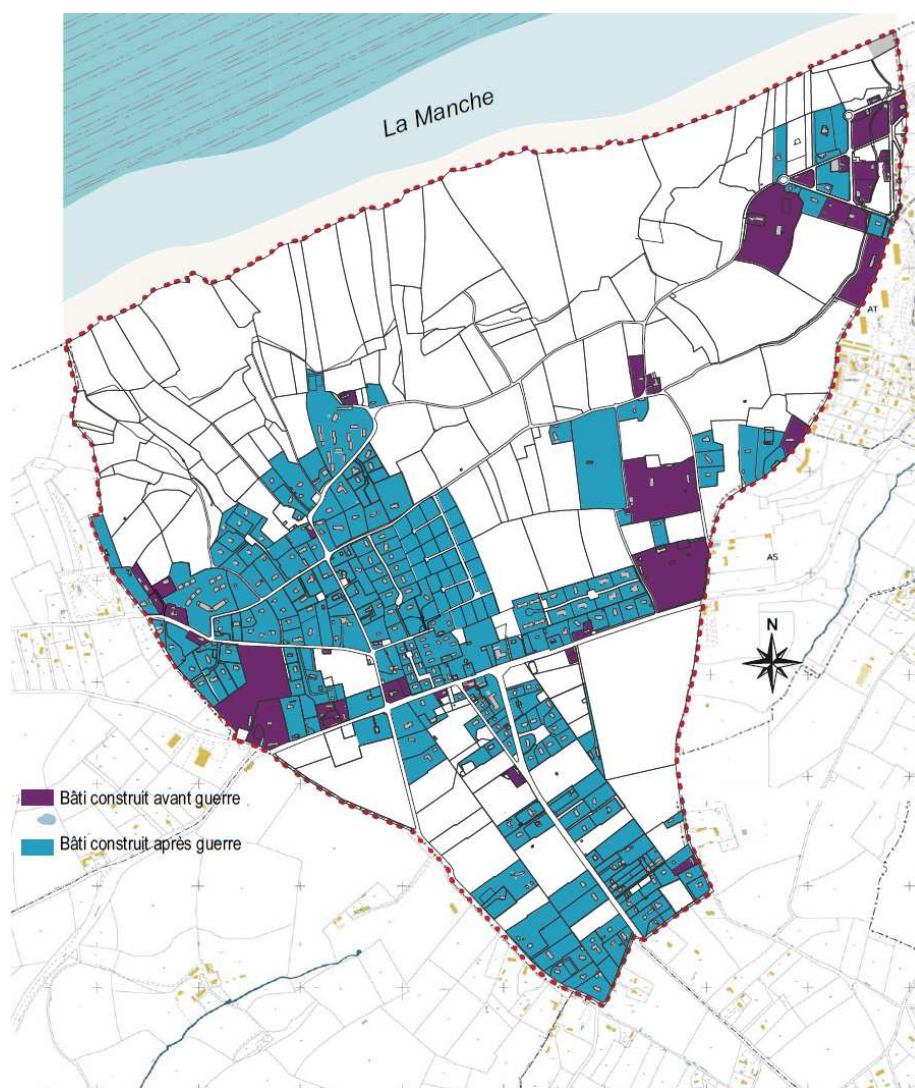 La Manche
AT
AS
N
Bâti construit avant guerre
Bâti construit après guerre